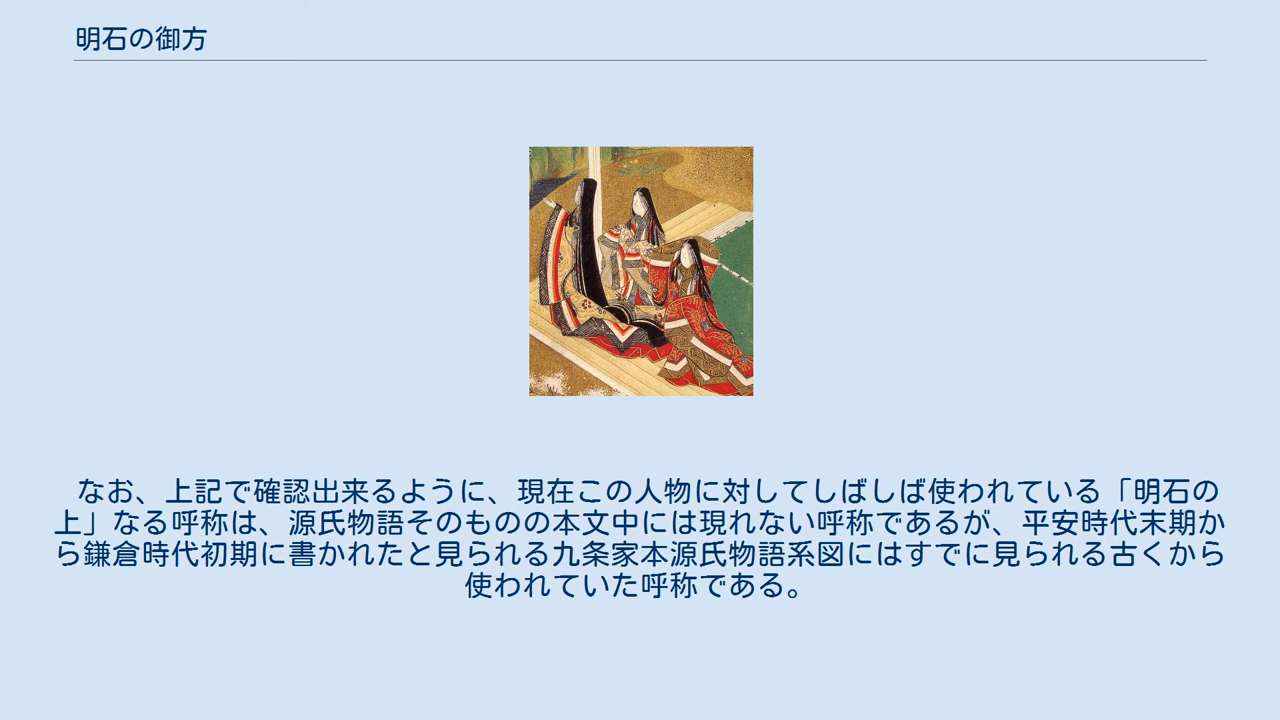 明石の御方
なお、上記で確認出来るように、現在この人物に対してしばしば使われている「明石の
上」なる呼称は、源氏物語そのものの本文中には現れない呼称であるが、平安時代末期か
ら鎌倉時代初期に書かれたと見られる九条家本源氏物語系図にはすでに見られる古くから
使われていた呼称である。